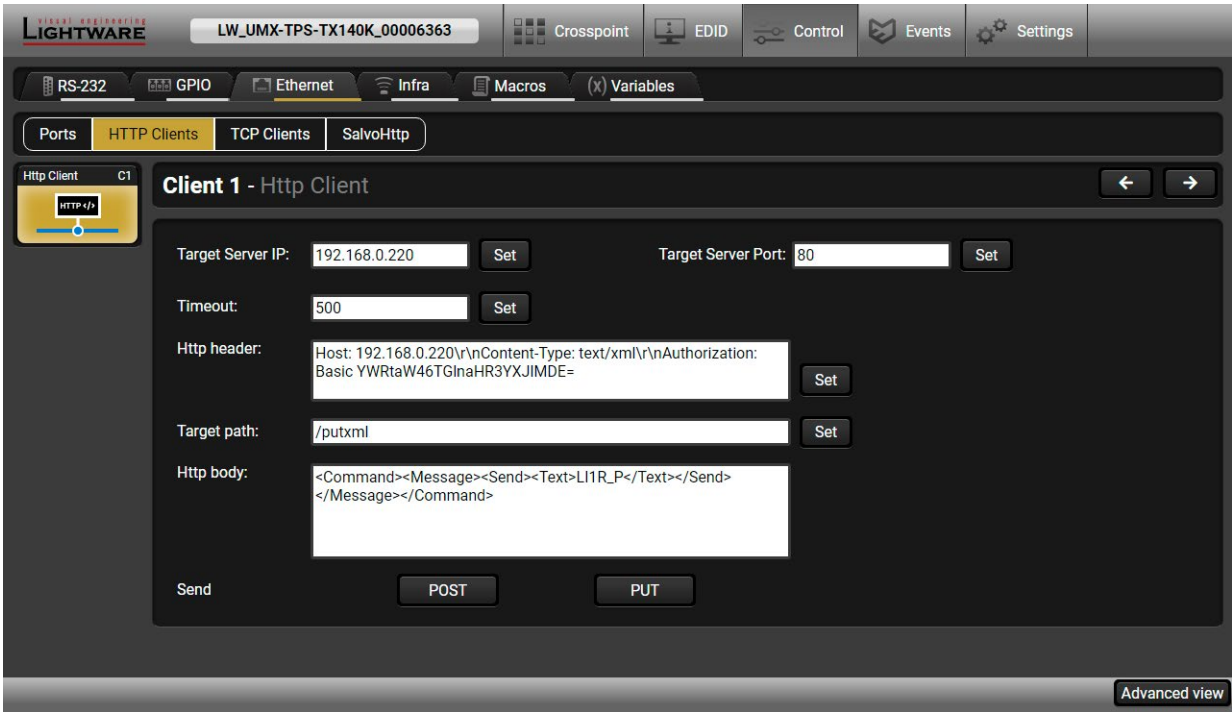 visual engineering
LIGHTWARE
LW_UMX-TPS-TX140K_00006363
Crosspoint
EDID
Control
Events
Settings
RS-232
GPIO
Ethernet
Infra
Macros
(x) Variables
Ports
HTTP Clients
TCP Clients
SalvoHttp
Http Client C1
HTTP </>
Client 1 - Http Client
Target Server IP: 192.168.0.220 Set
Target Server Port: 80 Set
Timeout: 500 Set
Http header:
Host: 192.168.0.220\r\nContent-Type: text/xml\r\nAuthorization:
Basic YWRtaW46TGlnaHR3YXJlMDE=
Set
Target path: /putxml Set
Http body:
<Command><Message><Send><Text>LI1R_P</Text></Send>
</Message></Command>
Send POST PUT
Advanced view